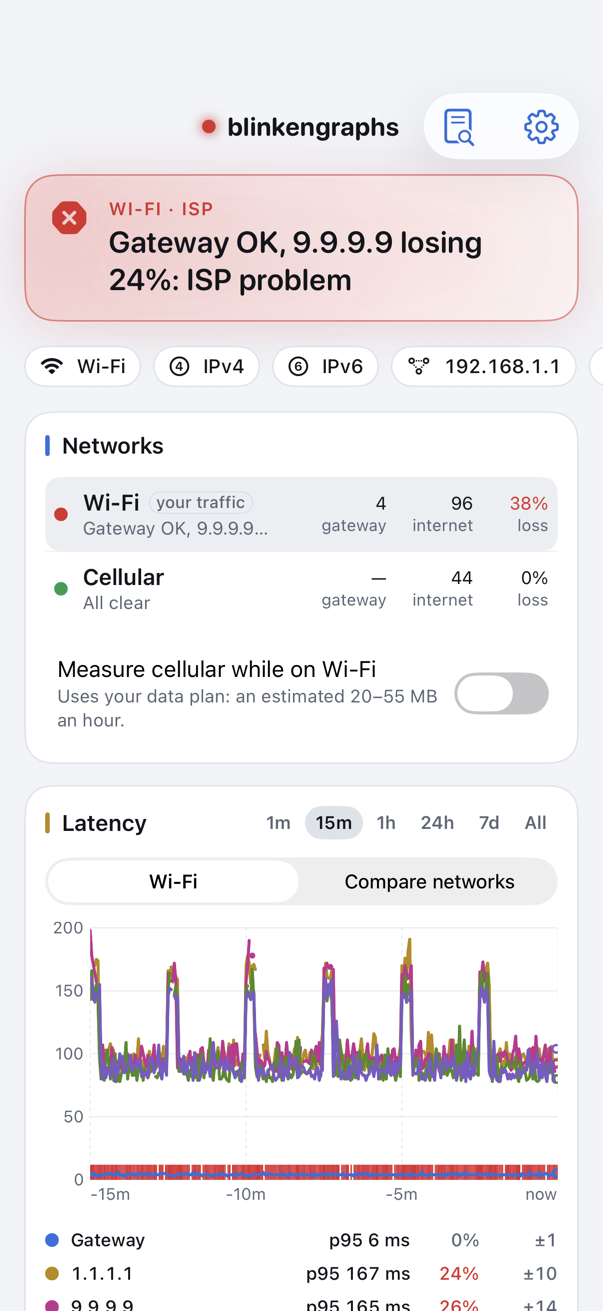 blinkengraphs
WI-FI · ISP
Gateway OK, 9.9.9.9 losing
24%: ISP problem
Wi-Fi
4 IPv4
6 IPv6
192.168.1.1
Networks
Wi-Fi your traffic 4 96 38%
Gateway OK, 9.9.9.9... gateway internet loss
Cellular — 44 0%
All clear gateway internet loss
Measure cellular while on Wi-Fi
Uses your data plan: an estimated 20–55 MB
an hour.
Latency 1m 15m 1h 24h 7d All
Wi-Fi Compare networks
200
150
100
50
0
-15m -10m -5m now
Gateway p95 6 ms 0% ±1
1.1.1.1 p95 167 ms 24% ±10
9.9.9.9 p95 165 ms 26% ±14